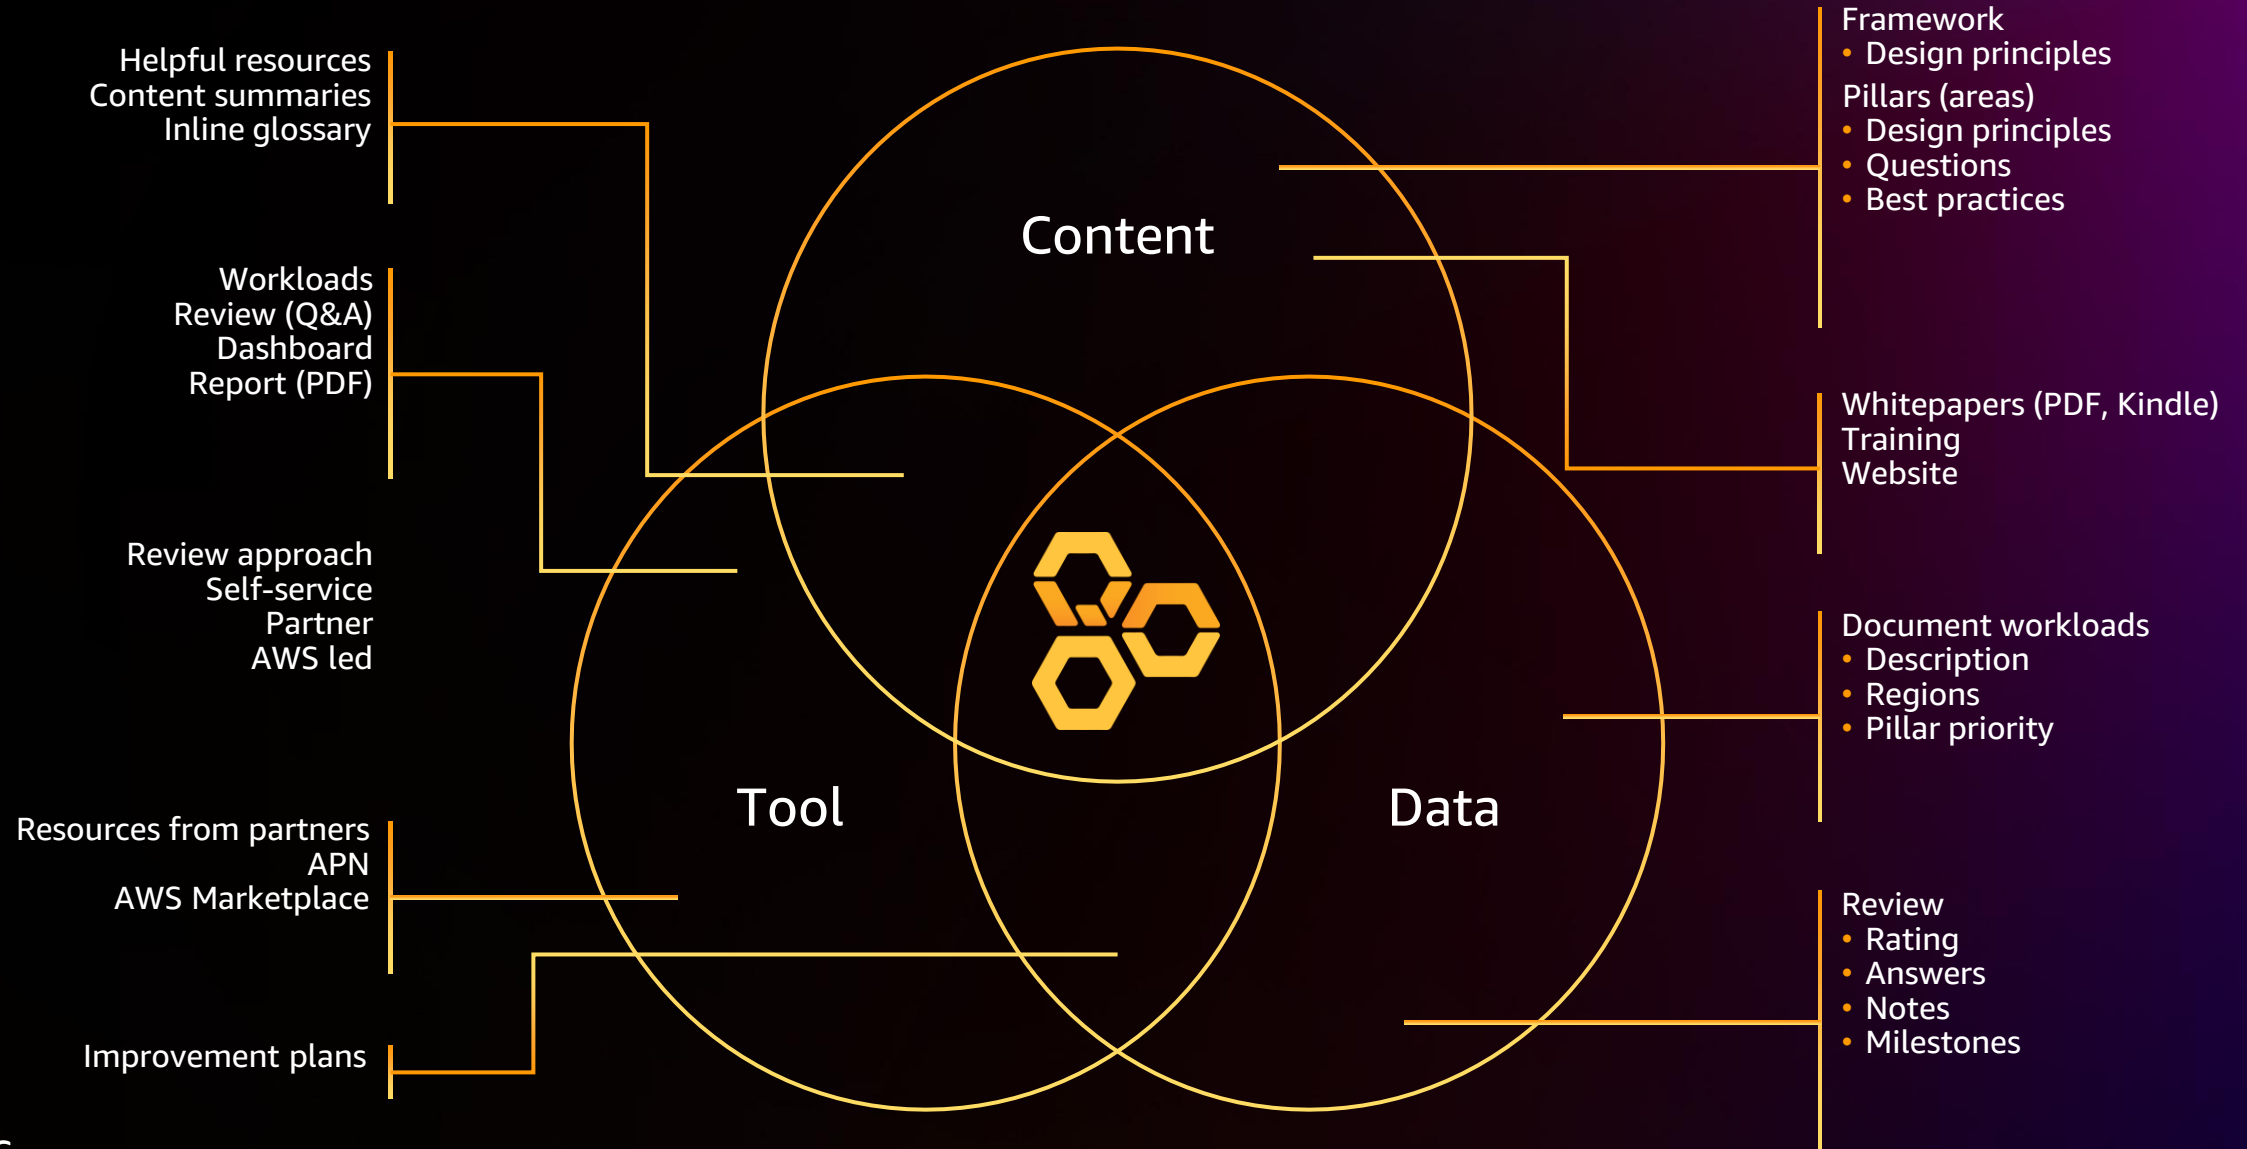 Helpful resources
Content summaries
Inline glossary
Workloads
Review (Q&A)
Dashboard
Report (PDF)
Review approach
Self-service
Partner
AWS led
Resources from partners
APN
AWS Marketplace
Improvement plans
Content
Tool
Data
Framework
• Design principles
Pillars (areas)
• Design principles
• Questions
• Best practices
Whitepapers (PDF, Kindle)
Training
Website
Document workloads
• Description
• Regions
• Pillar priority
Review
• Rating
• Answers
• Notes
• Milestones